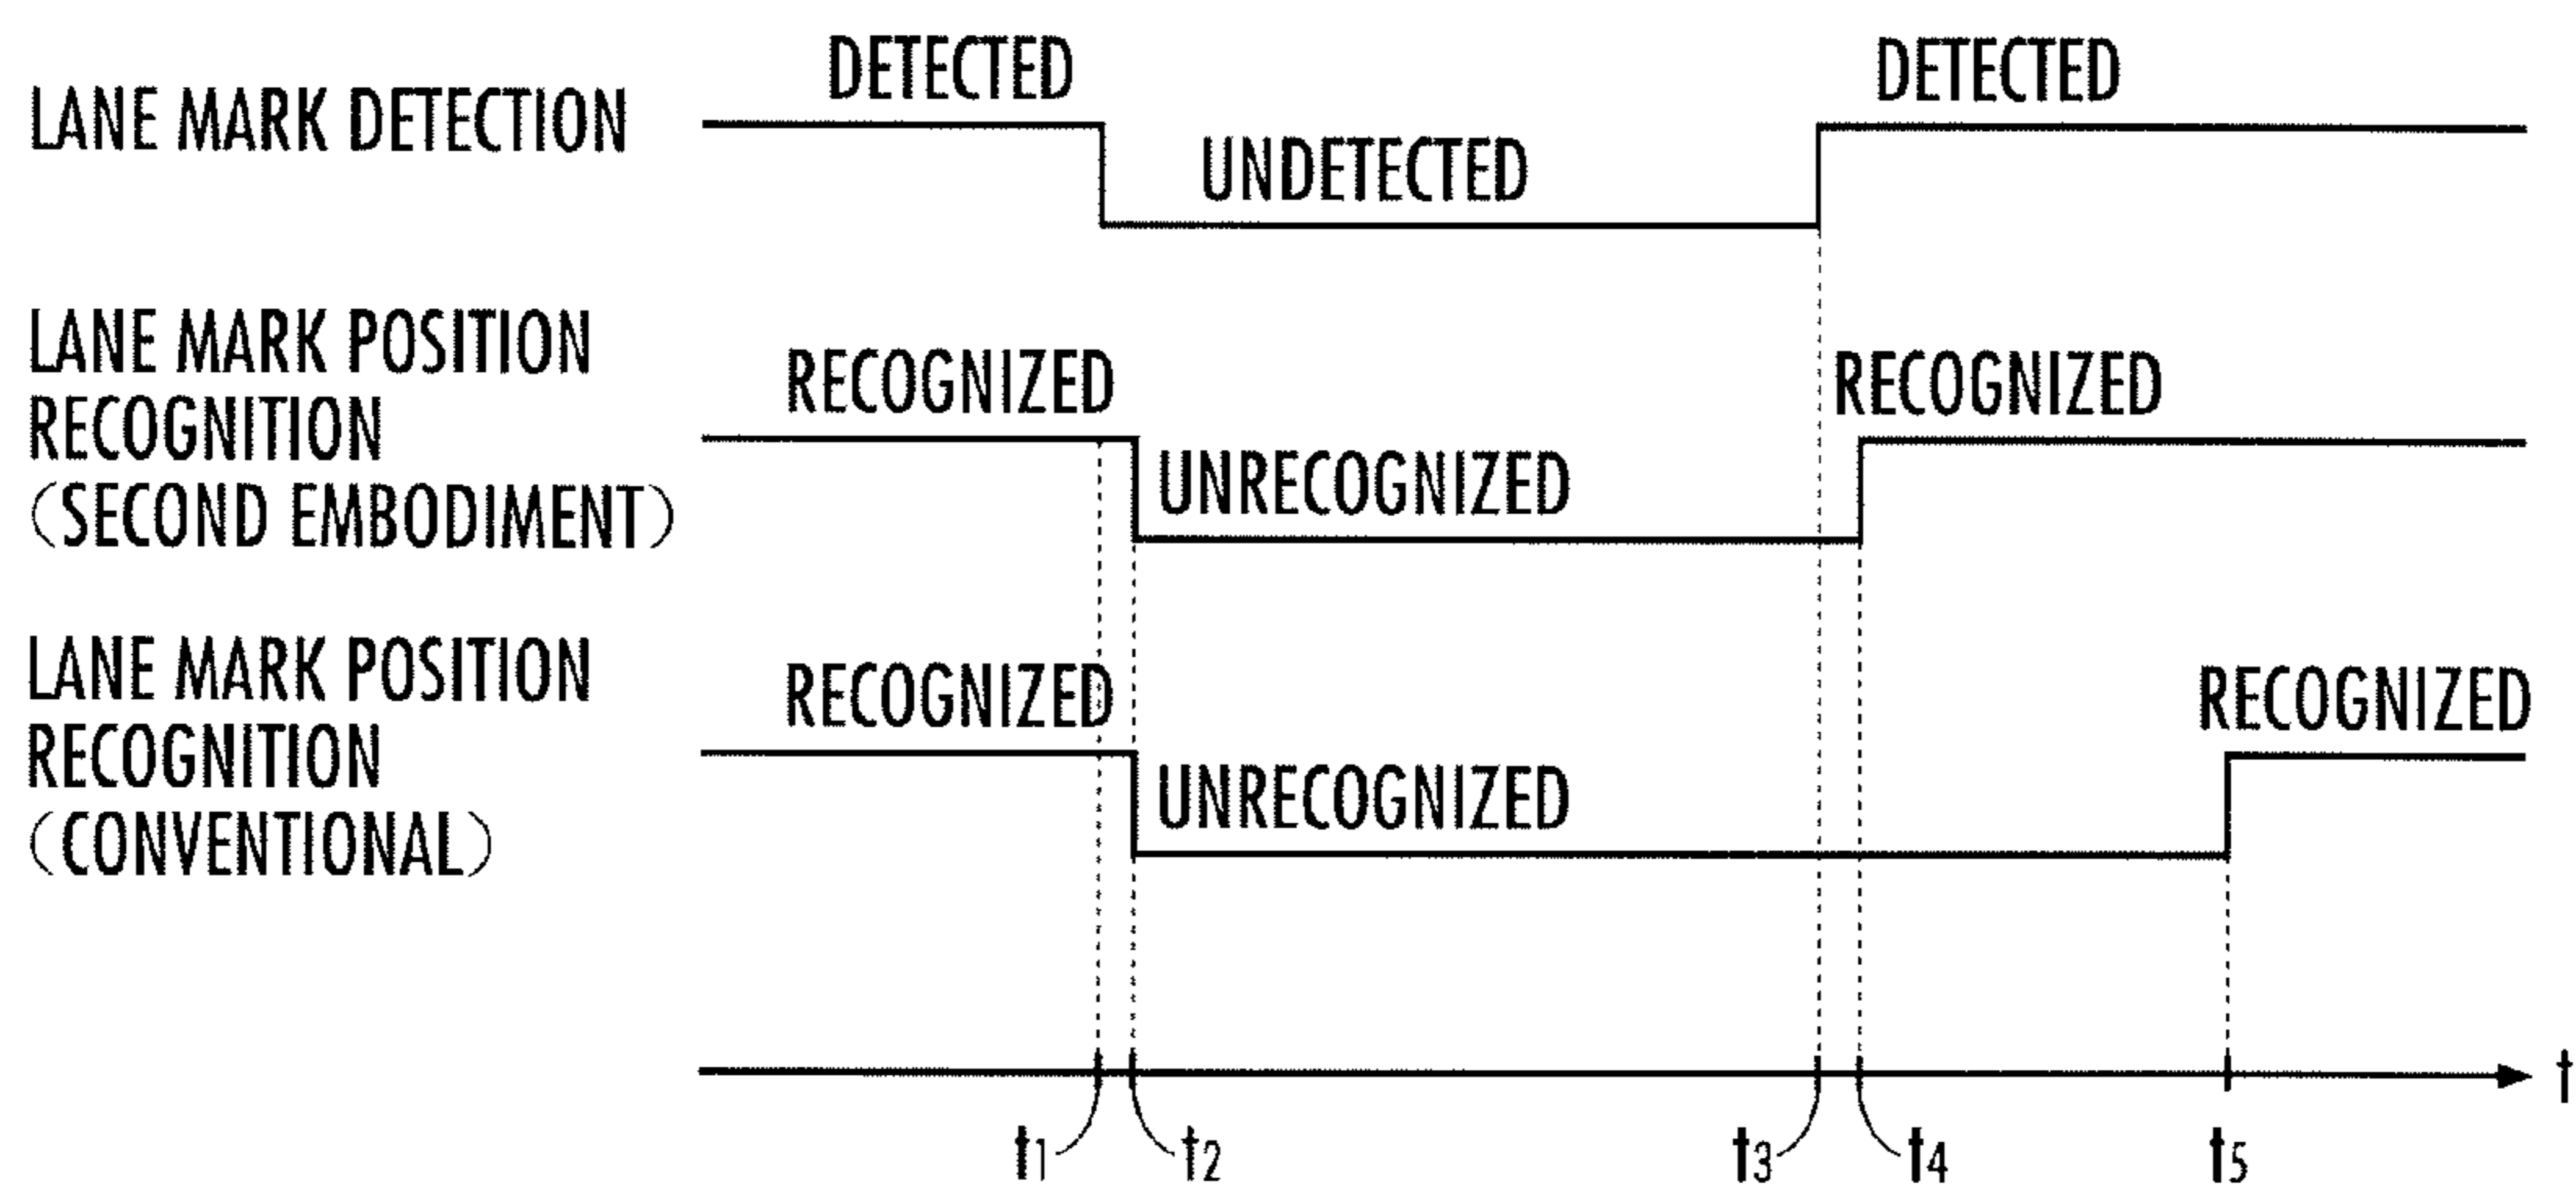 DETECTED
DETECTED
LANE MARK DETECTION
UNDETECTED
LANE MARK POSITION
RECOGNITION
(SECOND EMBODIMENT)
RECOGNIZED
RECOGNIZED
UNRECOGNIZED
LANE MARK POSITION
RECOGNITION
(CONVENTIONAL)
RECOGNIZED
RECOGNIZED
UNRECOGNIZED
t
t1
t2
t3
t4
t5